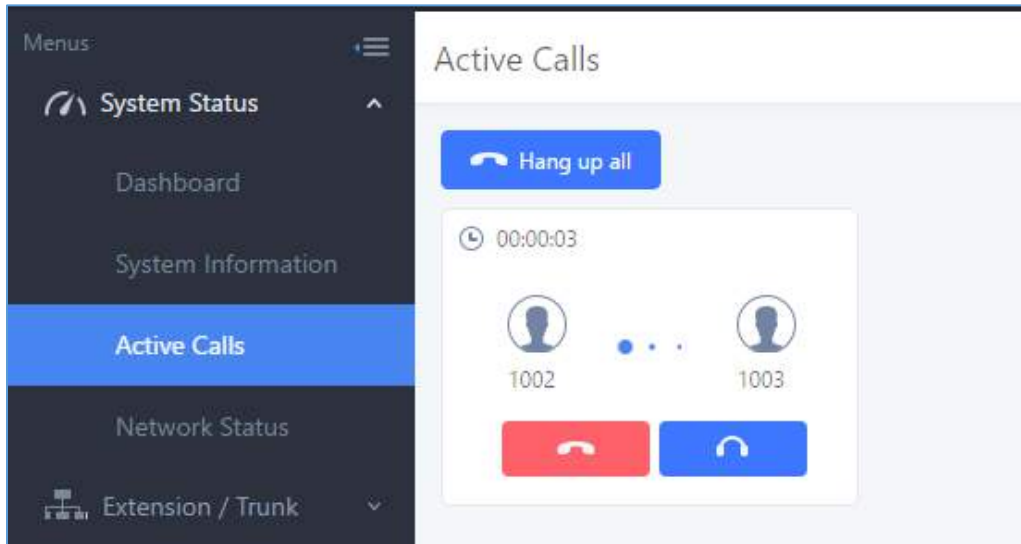 Menus
System Status
Dashboard
System Information
Active Calls
Network Status
Extension / Trunk
Active Calls
Hang up all
00:00:03
1002
1003